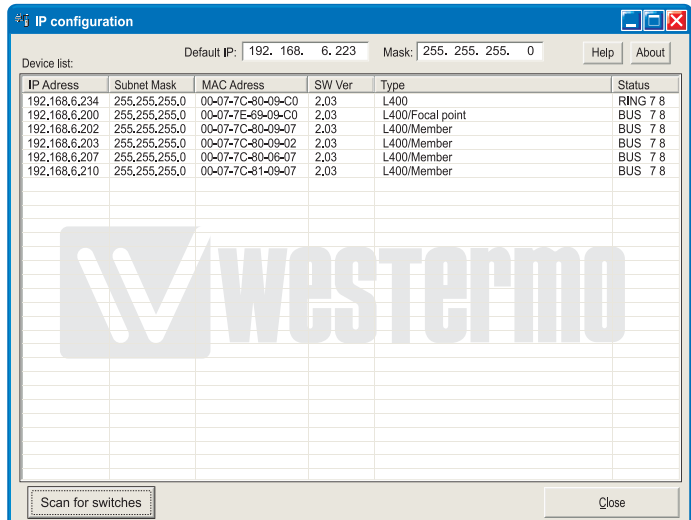 IP configuration
Default IP: 192. 168. 6. 223 Mask: 255. 255. 255. 0 Help About
Device list:
IP Adress Subnet Mask MAC Adress SW Ver Type Status
192.168.6.234 255.255.255.0 00-07-7C-80-09-C0 2.03 L400 RING 7 8
192.168.6.200 255.255.255.0 00-07-7E-69-09-C0 2.03 L400/Focal point BUS 7 8
192.168.6.202 255.255.255.0 00-07-7C-80-09-07 2.03 L400/Member BUS 7 8
192.168.6.203 255.255.255.0 00-07-7C-80-09-02 2.03 L400/Member BUS 7 8
192.168.6.207 255.255.255.0 00-07-7C-80-06-07 2.03 L400/Member BUS 7 8
192.168.6.210 255.255.255.0 00-07-7C-81-09-07 2.03 L400/Member BUS 7 8
westermo
Scan for switches Close